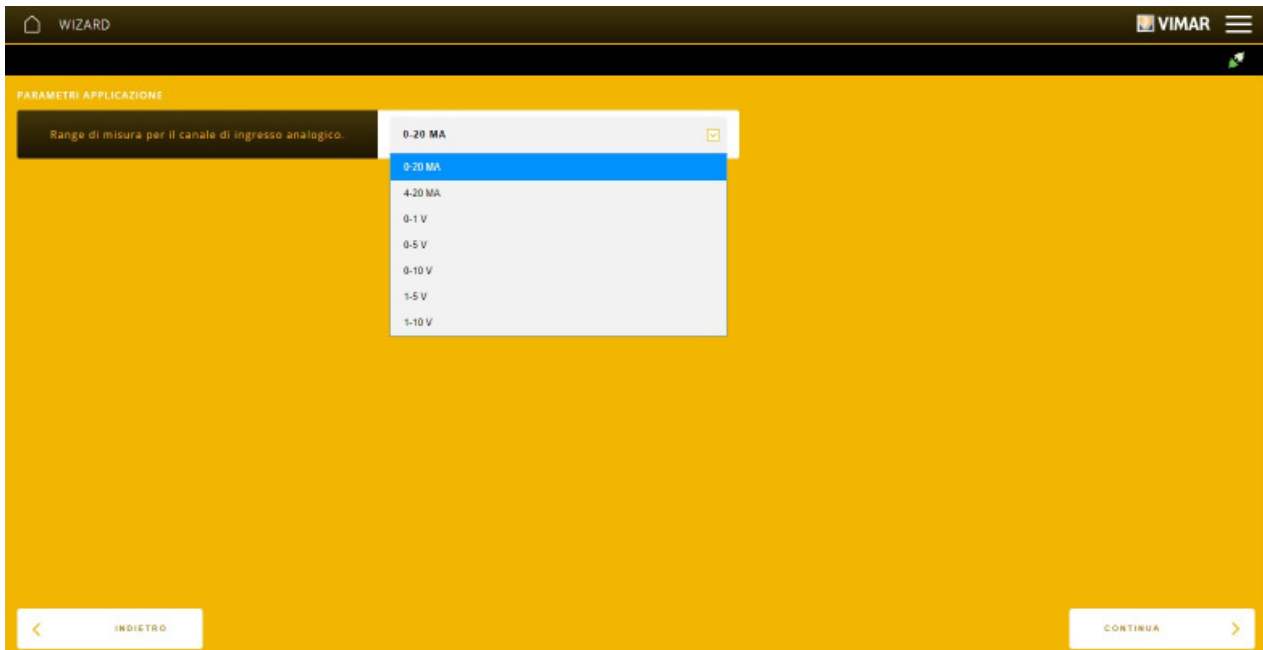 WIZARD
VIMAR
PARAMETRI APPLICAZIONE
Range di misura per il canale di ingresso analogico.
0-20 MA
0-20 MA
4-20 MA
0-1 V
0-5 V
0-10 V
1-5 V
1-10 V
INDIETRO
CONTINUA